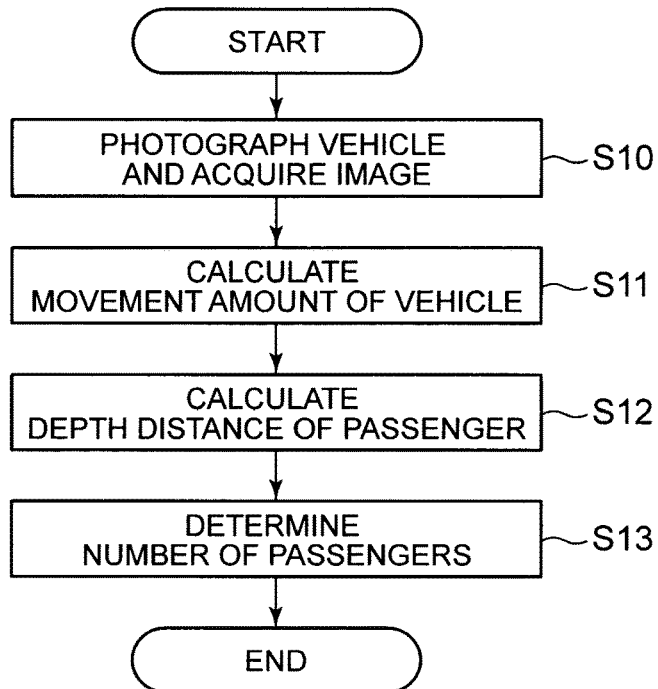 START
PHOTOGRAPH VEHICLE
AND ACQUIRE IMAGE
S10
CALCULATE
MOVEMENT AMOUNT OF VEHICLE
S11
CALCULATE
DEPTH DISTANCE OF PASSENGER
S12
DETERMINE
NUMBER OF PASSENGERS
S13
END